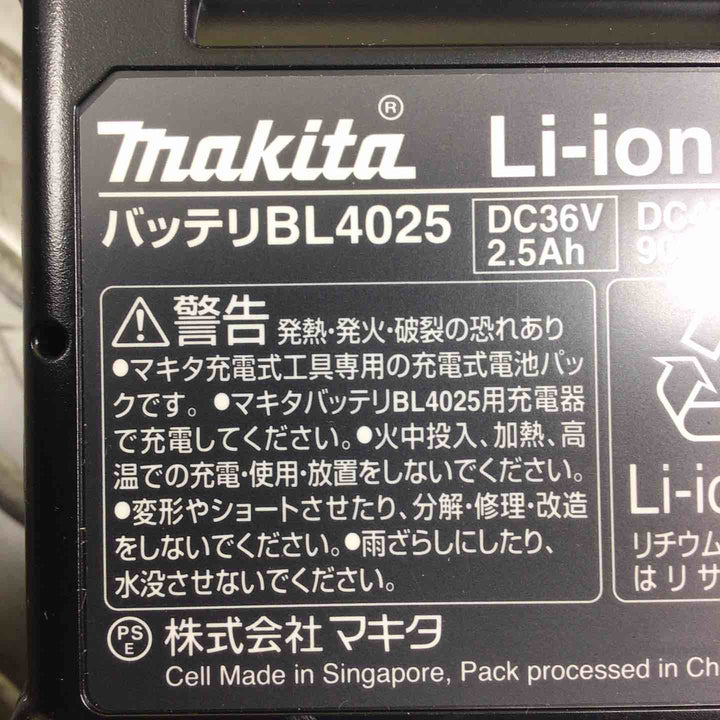 makita®
Li-ion
バッテリBL4025
DC36V
2.5Ah
警告 発熱・発火・破裂の恐れあり
●マキタ充電式工具専用の充電式電池パッ
クです。●マキタバッテリBL4025用充電器
で充電してください。●火中投入、加熱、高
温での充電・使用・放置をしないでください。
●変形やショートさせたり、分解・修理・改造
をしないでください。●雨ざらしにしたり、
水没させないでください。
Li-ion
リチウム
はリサ
PS
E
株式会社 マキタ
Cell Made in Singapore, Pack processed in Ch